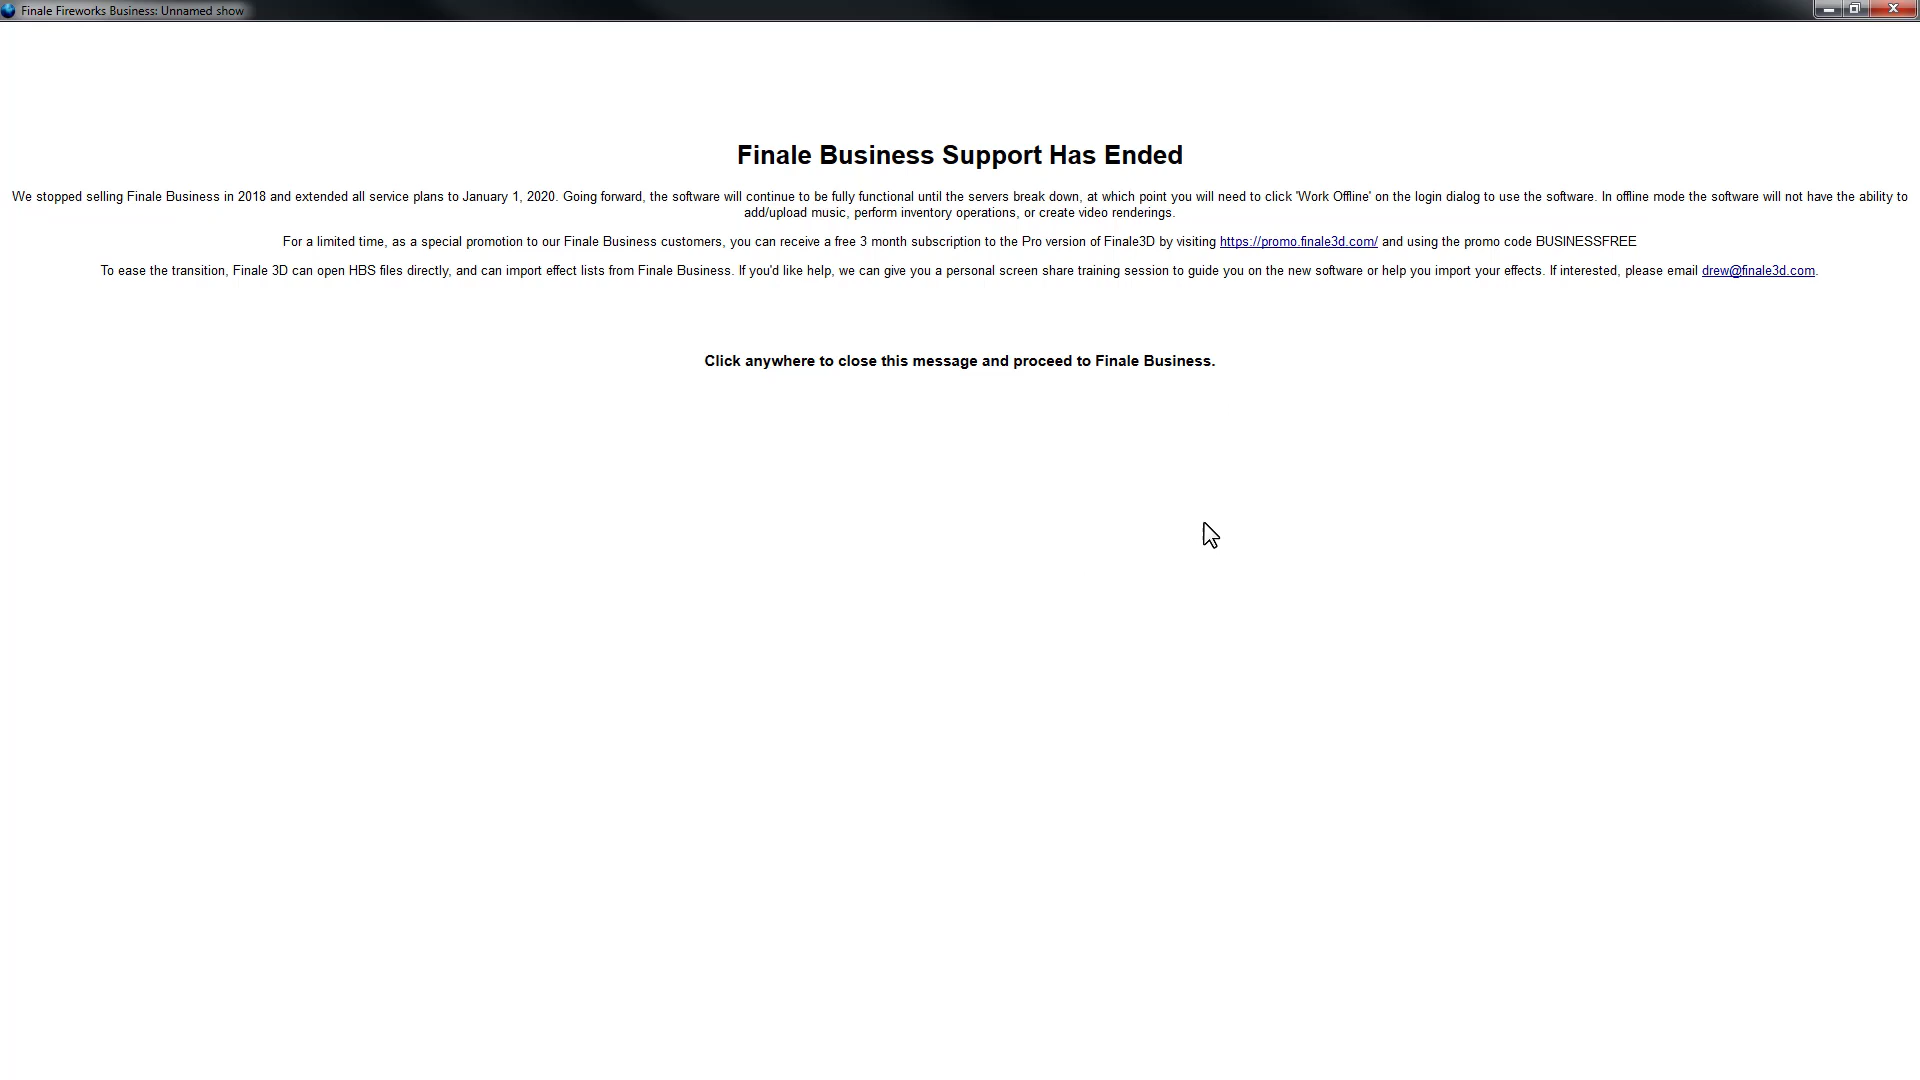 Finale Fireworks Business: Unnamed show
Finale Business Support Has Ended
We stopped selling Finale Business in 2018 and extended all service plans to January 1, 2020. Going forward, the software will continue to be fully functional until the servers break down, at which point you will need to click 'Work Offline' on the login dialog to use the software. In offline mode the software will not have the ability to
add/upload music, perform inventory operations, or create video renderings.
For a limited time, as a special promotion to our Finale Business customers, you can receive a free 3 month subscription to the Pro version of Finale3D by visiting https://promo.finale3d.com/ and using the promo code BUSINESSFREE
To ease the transition, Finale 3D can open HBS files directly, and can import effect lists from Finale Business. If you'd like help, we can give you a personal screen share training session to guide you on the new software or help you import your effects. If interested, please email drew@finale3d.com.
Click anywhere to close this message and proceed to Finale Business.